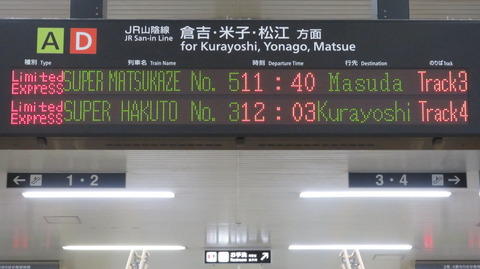 A D
JR山陰線
JR San-in Line
倉吉・米子・松江 方面
for Kurayoshi, Yonago, Matsue
種別 Type 列車名 Train Name 時刻 Departure Time 行先 Destination のりば Track
Limited Express SUPER MATSUKAZE No. 5 11:40 Masuda Track3
Limited Express SUPER HAKUTO No. 3 12:03 Kurayoshi Track4
1・2
3・4